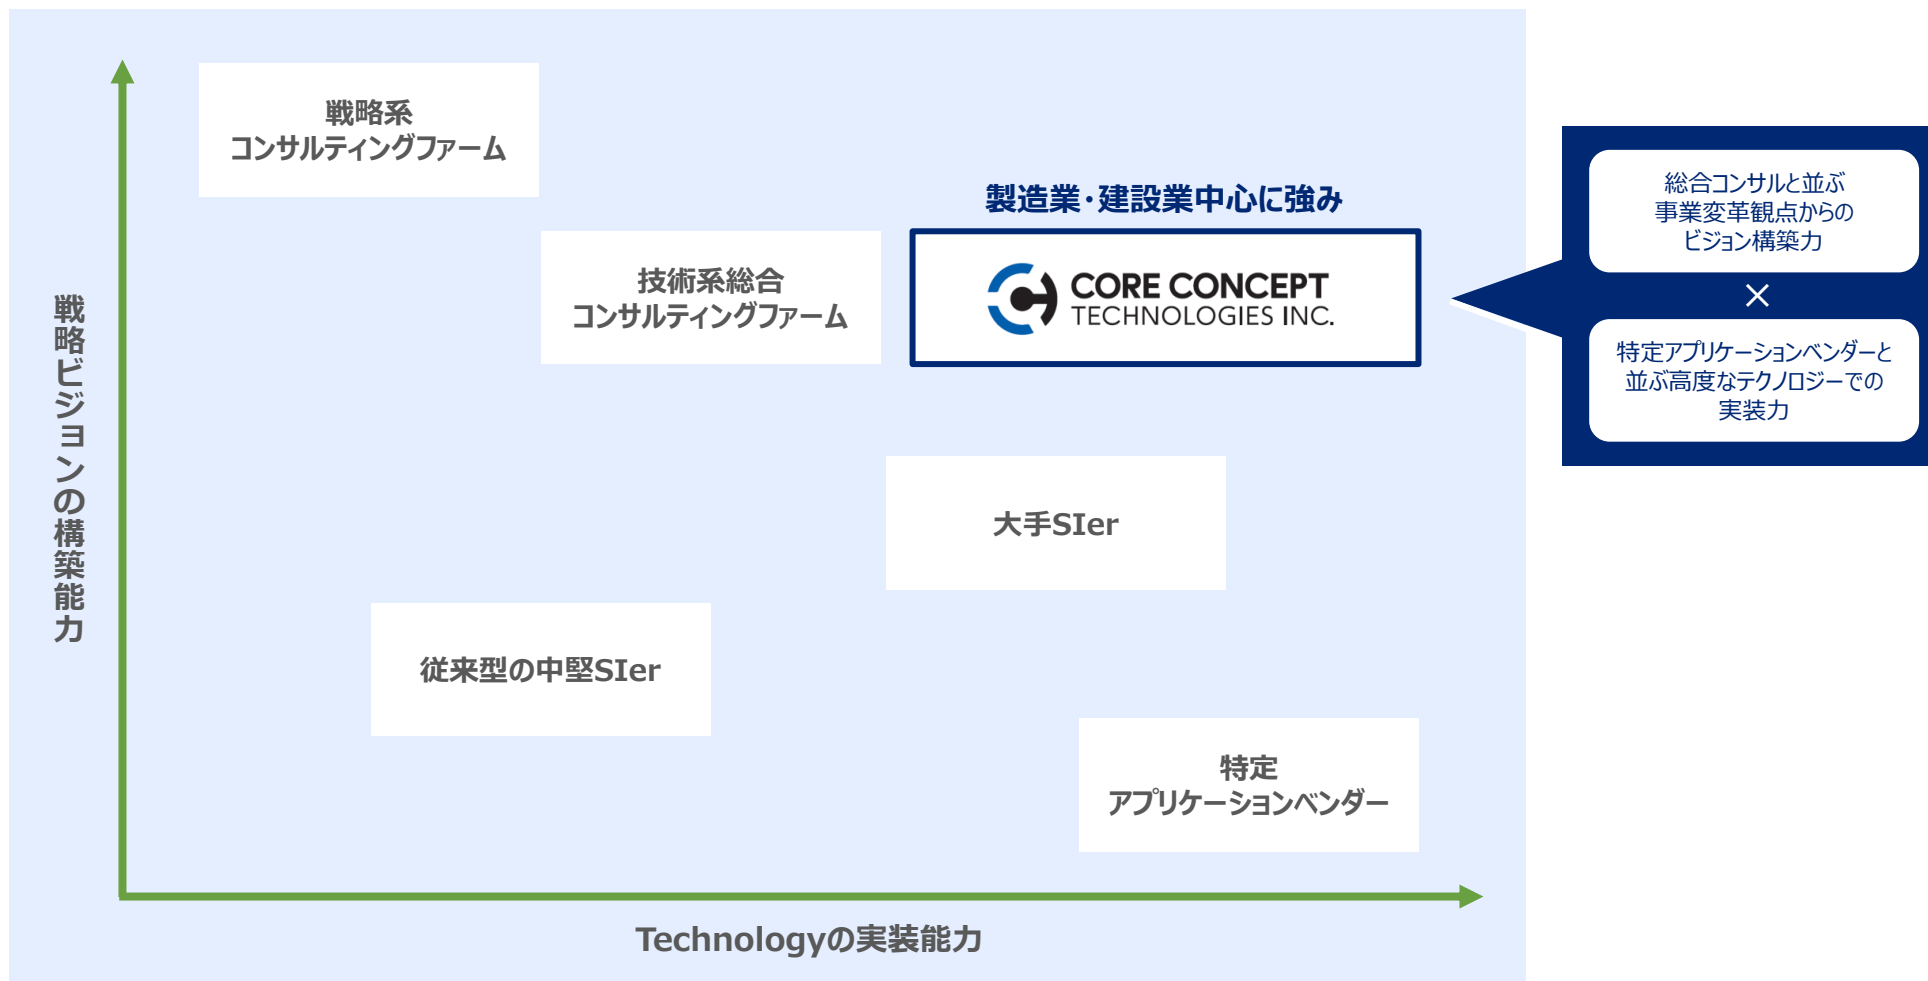 戦略系
コンサルティングファーム
製造業・建設業中心に強み
技術系総合
コンサルティングファーム
CORE CONCEPT
TECHNOLOGIES INC.
総合コンサルと並ぶ
事業変革観点からの
ビジョン構築力
×
特定アプリケーションベンダーと
並ぶ高度なテクノロジーでの
実装力
戦略ビジョンの構築能力
大手SIer
従来型の中堅SIer
特定
アプリケーションベンダー
Technologyの実装能力